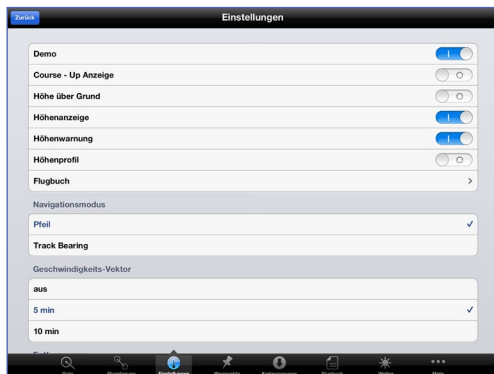 Zurück
Einstellungen
Demo
Course - Up Anzeige
Höhe über Grund
Höhenanzeige
Höhenwarnung
Höhenprofil
Flugbuch
Navigationsmodus
Pfeil
Track Bearing
Geschwindigkeits-Vektor
aus
5 min
10 min